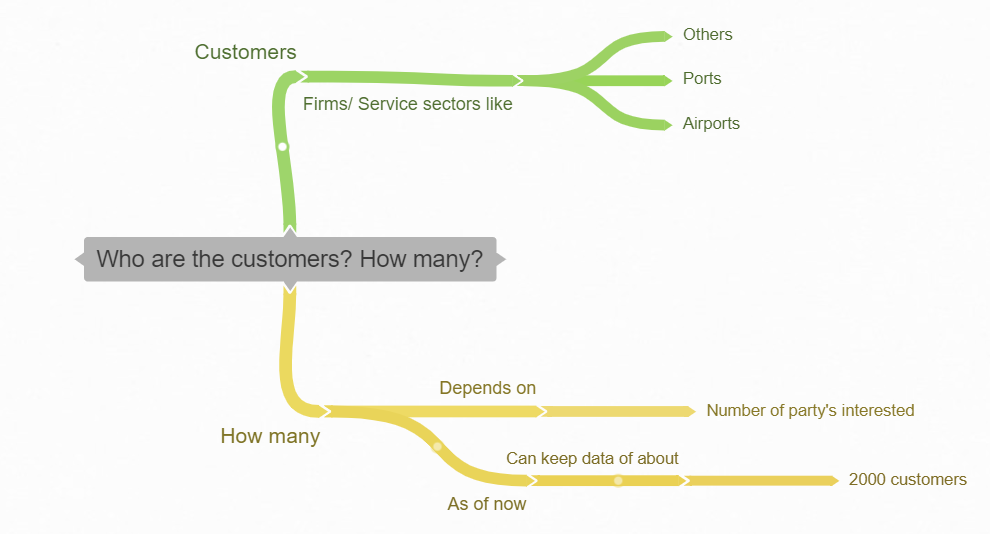 Customers
Firms/ Service sectors like
Others
Ports
Airports
Who are the customers? How many?
How many
Depends on
Number of party's interested
As of now
Can keep data of about
2000 customers